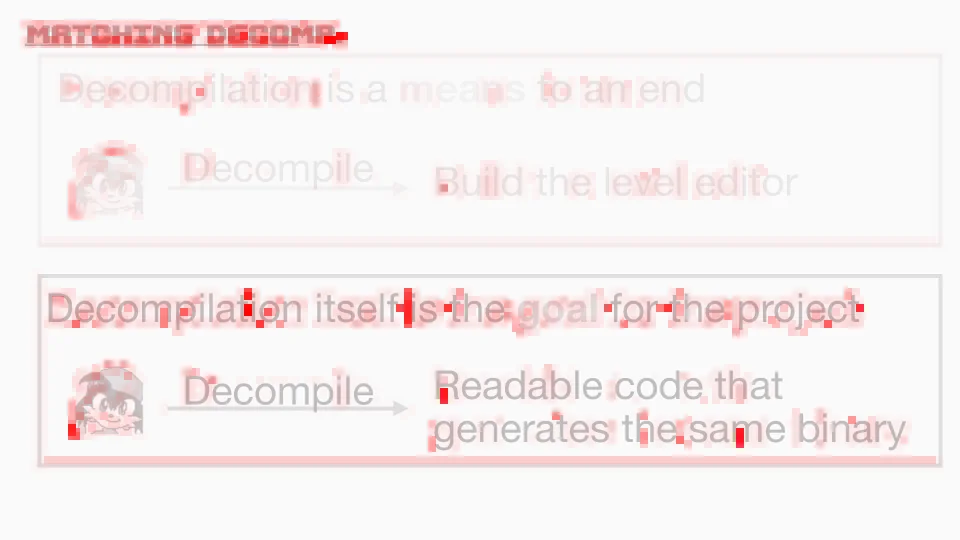 MATCHING DECOMP
Decompilation is a means to an end
Decompile
Build the level editor
Decompilation itself is the goal for the project
Decompile
Readable code that
generates the same binary